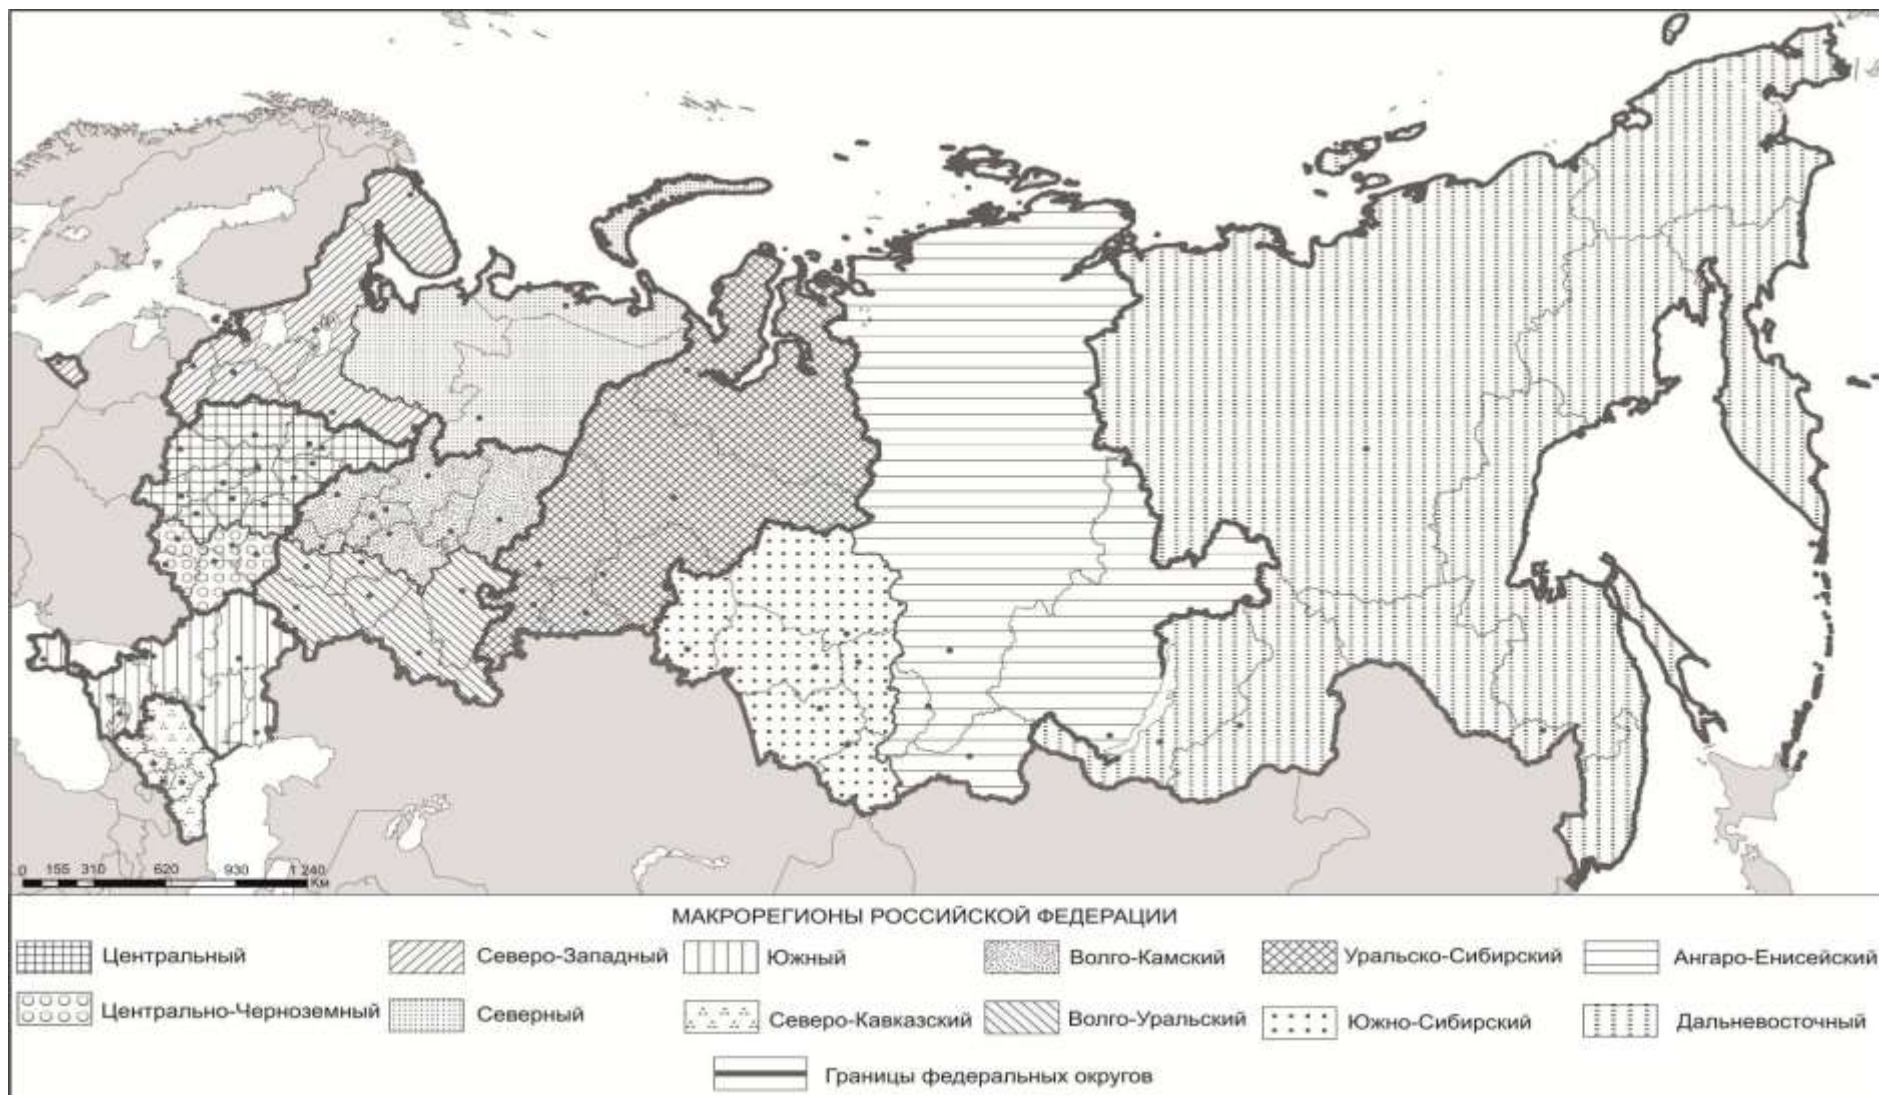 0 155 310 620 930 1 240
Км
МАКРОРЕГИОНЫ РОССИЙСКОЙ ФЕДЕРАЦИИ
Центральный Северо-Западный Южный Волго-Камский Уральско-Сибирский Ангаро-Енисейский
Центрально-Черноземный Северный Северо-Кавказский Волго-Уральский Южно-Сибирский Дальневосточный
Границы федеральных округов